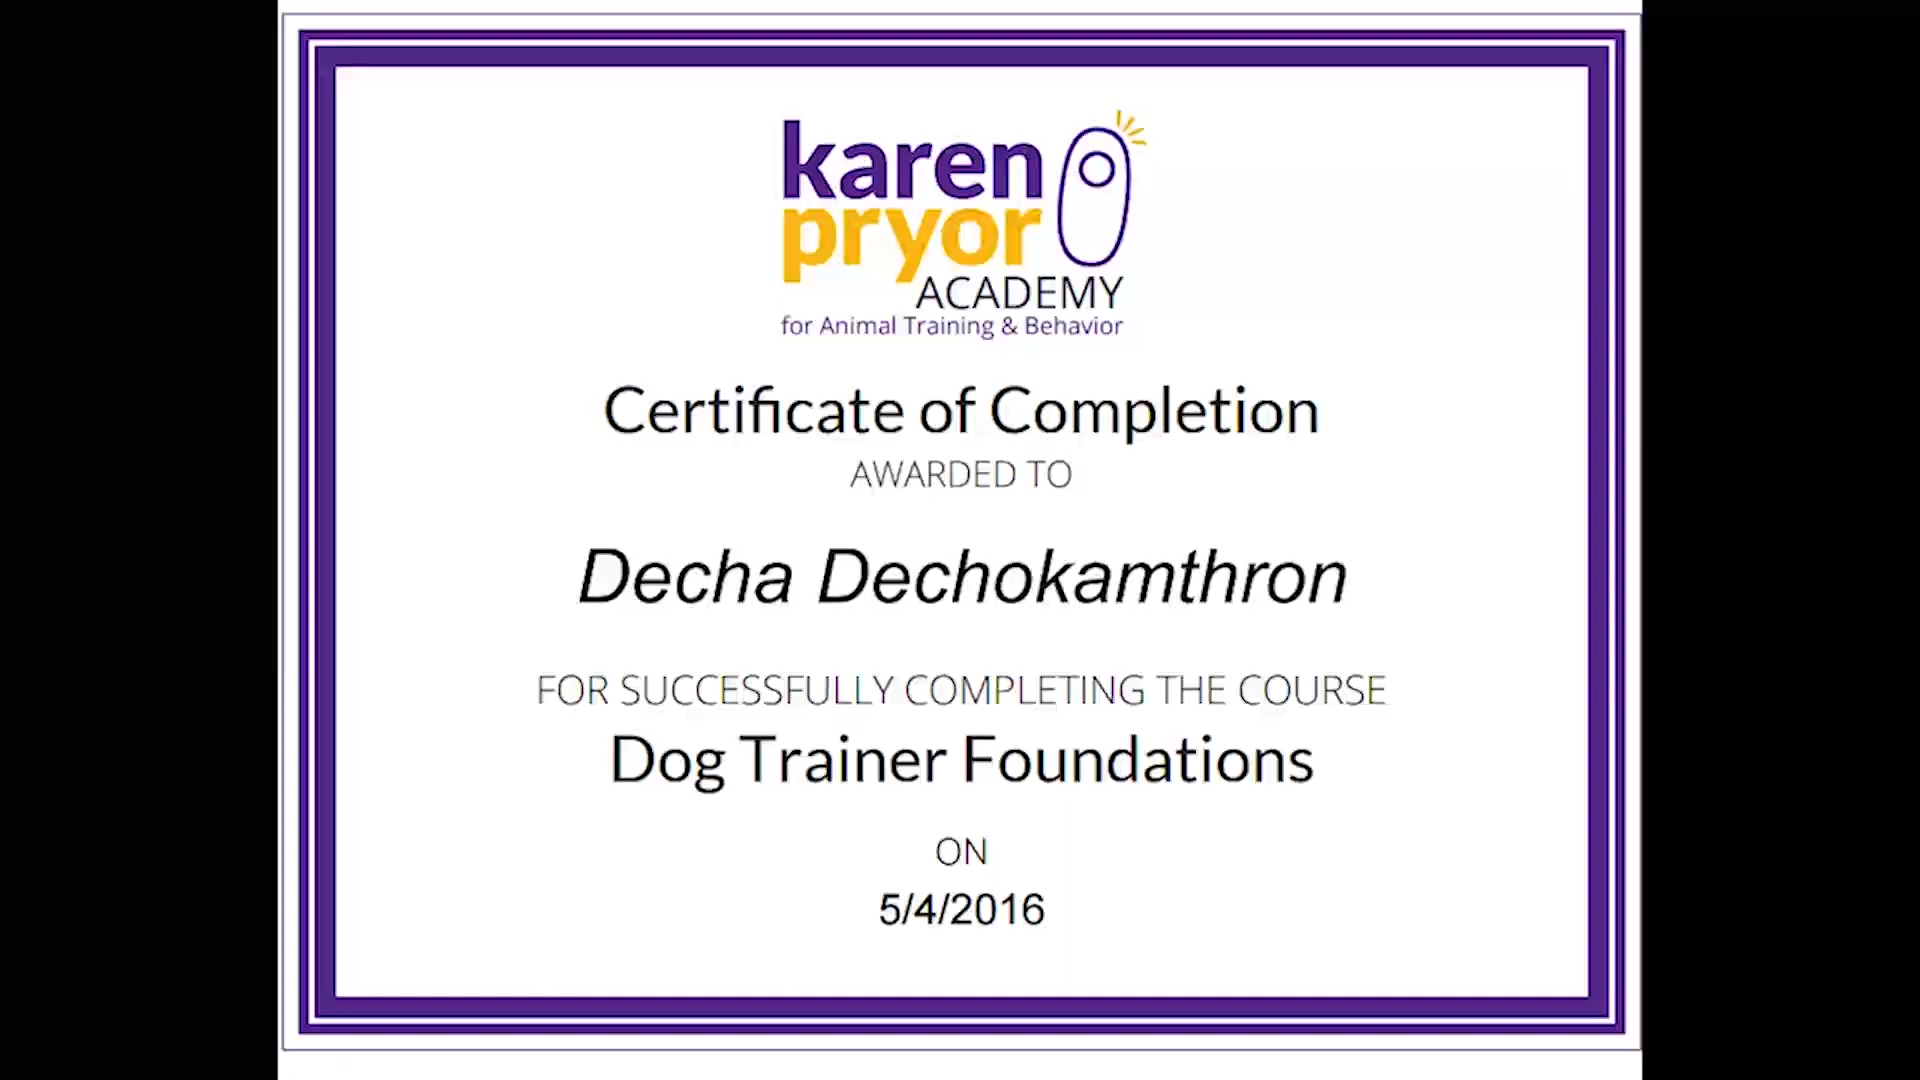 karen
pryor
ACADEMY
for Animal Training & Behavior
Certificate of Completion
AWARDED TO
Decha Dechokamthron
FOR SUCCESSFULLY COMPLETING THE COURSE
Dog Trainer Foundations
ON
5/4/2016